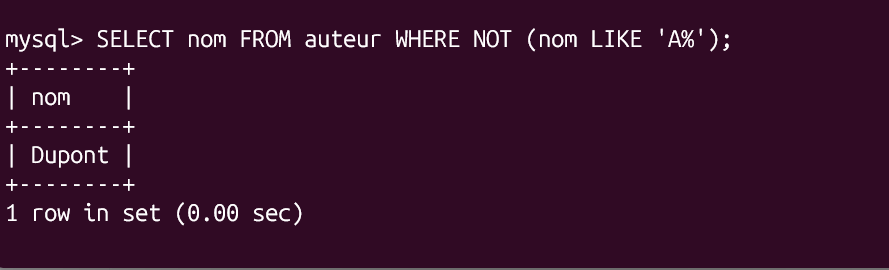 mysql> SELECT nom FROM auteur WHERE NOT (nom LIKE 'A%');
+--------+
| nom    |
+--------+
| Dupont |
+--------+
1 row in set (0.00 sec)